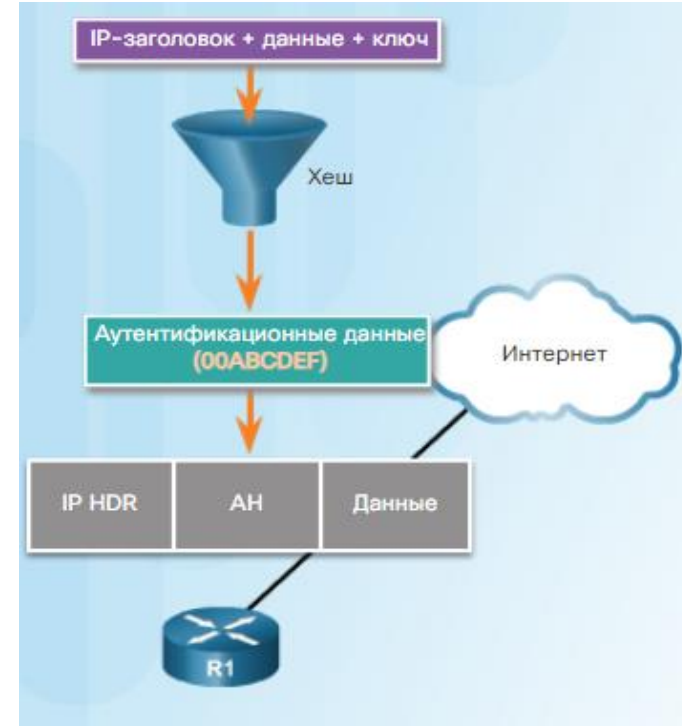 IP-заголовок + данные + ключ
Хеш
Аутентификационные данные
(00ABCDEF)
Интернет
IP HDR
AH
Данные
R1